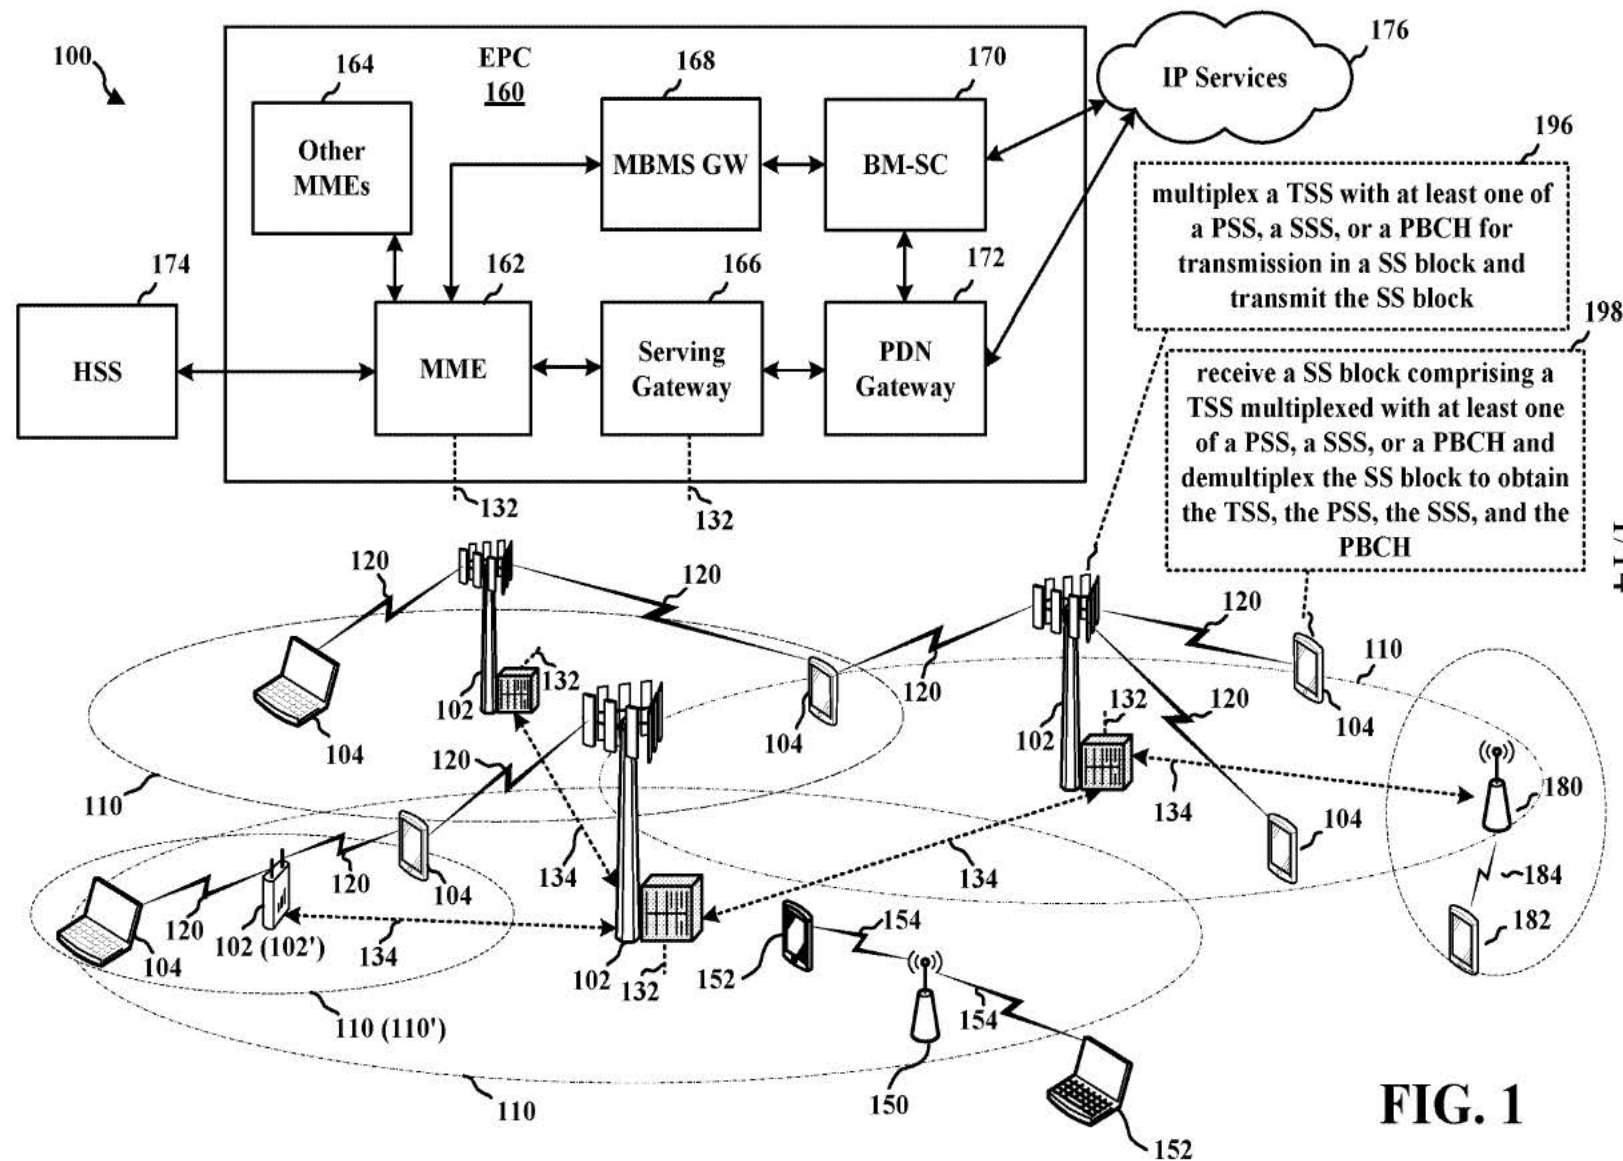 100
EPC
160
164
Other
MMEs
168
MBMS GW
170
BM-SC
IP Services
176
174
HSS
162
MME
166
Serving
Gateway
172
PDN
Gateway
196
multiplex a TSS with at least one of
a PSS, a SSS, or a PBCH for
transmission in a SS block and
transmit the SS block
198
receive a SS block comprising a
TSS multiplexed with at least one
of a PSS, a SSS, or a PBCH and
demultiplex the SS block to obtain
the TSS, the PSS, the SSS, and the
PBCH
132
132
120
120
120
120
110
104
102
132
104
120
104
102
132
120
104
110
120
134
134
180
104
110
120
104
134
134
184
182
104
120
102 (102')
134
102
132
152
154
154
110 (110')
110
150
152
FIG. 1